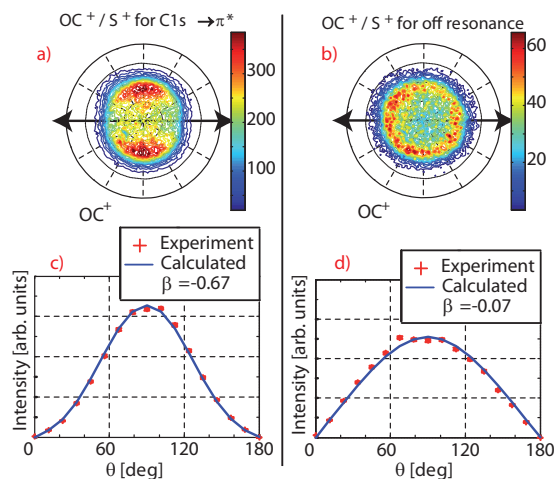 OC⁺ / S⁺ for C1s →π*
a)
300
200
100
OC⁺
OC⁺/ S⁺ for off resonance
b)
60
40
20
OC⁺
c)
Experiment
Calculated
β =-0.67
Intensity [arb. units]
0 60 120 180
θ [deg]
d)
Experiment
Calculated
β =-0.07
Intensity [arb. units]
0 60 120 180
θ [deg]